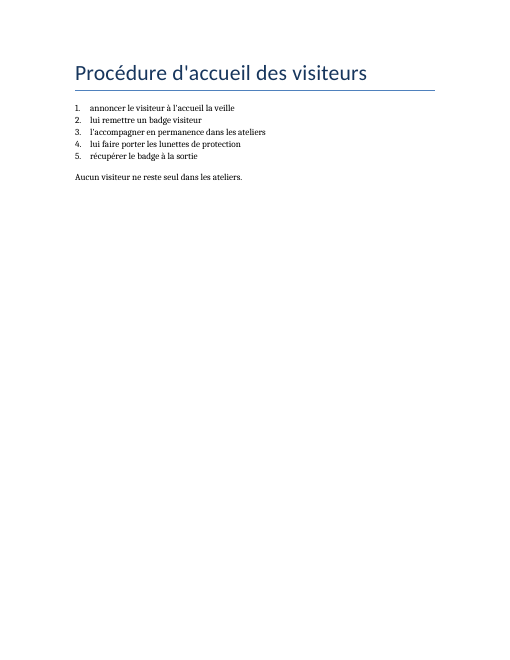 Procédure d'accueil des visiteurs
1. annoncer le visiteur à l'accueil la veille
2. lui remettre un badge visiteur
3. l'accompagner en permanence dans les ateliers
4. lui faire porter les lunettes de protection
5. récupérer le badge à la sortie
Aucun visiteur ne reste seul dans les ateliers.